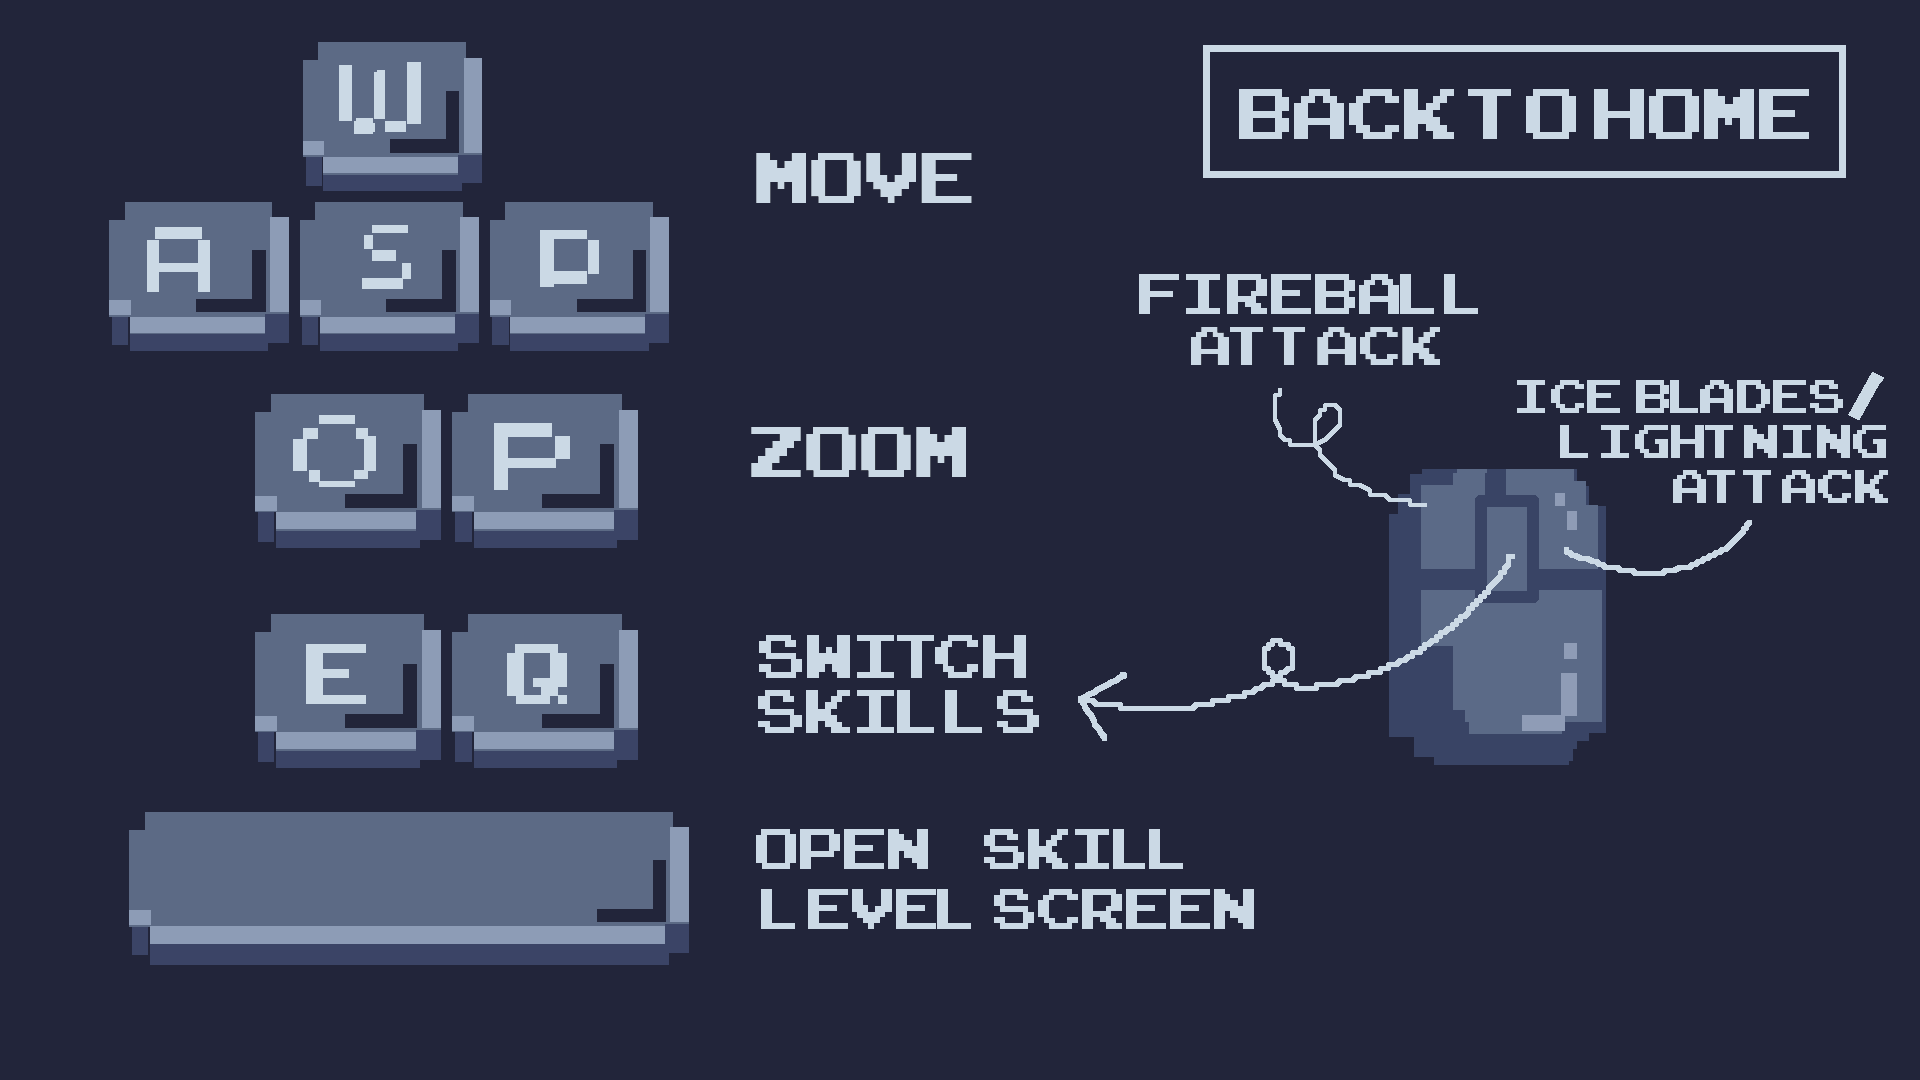 W
A S D
MOVE
BACK TO HOME
FIREBALL
ATTACK
ICE BLADES/
LIGHTNING
ATTACK
O P
ZOOM
E Q
SWITCH
SKILLS
OPEN SKILL
LEVEL SCREEN